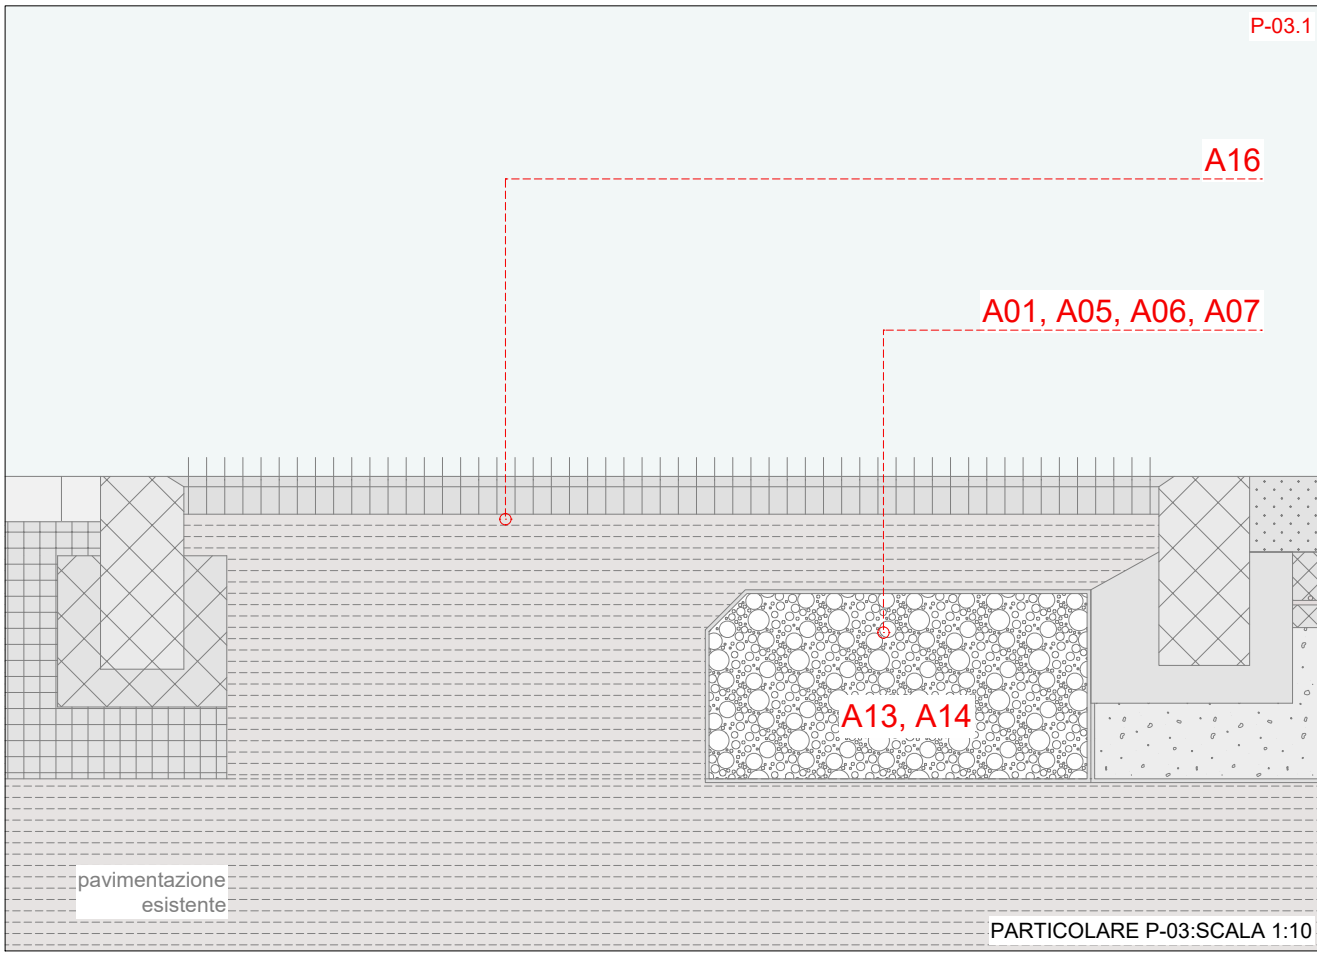 P-03.1
A16
A01, A05, A06, A07
A13, A14
pavimentazione
esistente
PARTICOLARE P-03:SCALA 1:10